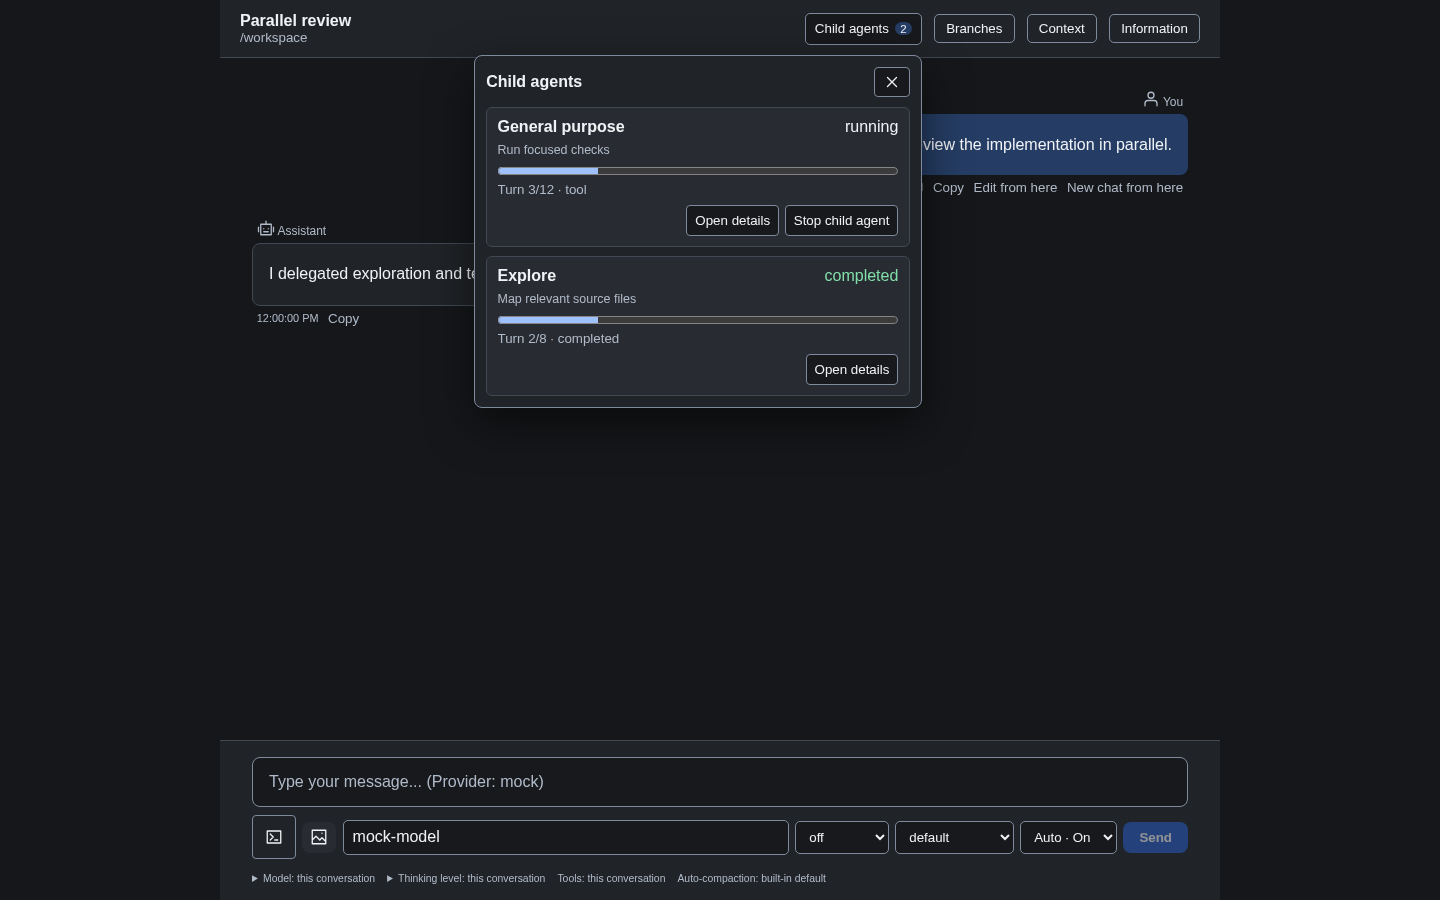 Parallel review
/workspace
Child agents 2
Branches
Context
Information
Child agents
General purpose
running
Run focused checks
Turn 3/12 · tool
Open details
Stop child agent
Explore
completed
Map relevant source files
Turn 2/8 · completed
Open details
You
view the implementation in parallel.
Copy
Edit from here
New chat from here
Assistant
I delegated exploration and te
12:00:00 PM
Copy
Type your message... (Provider: mock)
mock-model
off
default
Auto · On
Send
Model: this conversation
Thinking level: this conversation
Tools: this conversation
Auto-compaction: built-in default